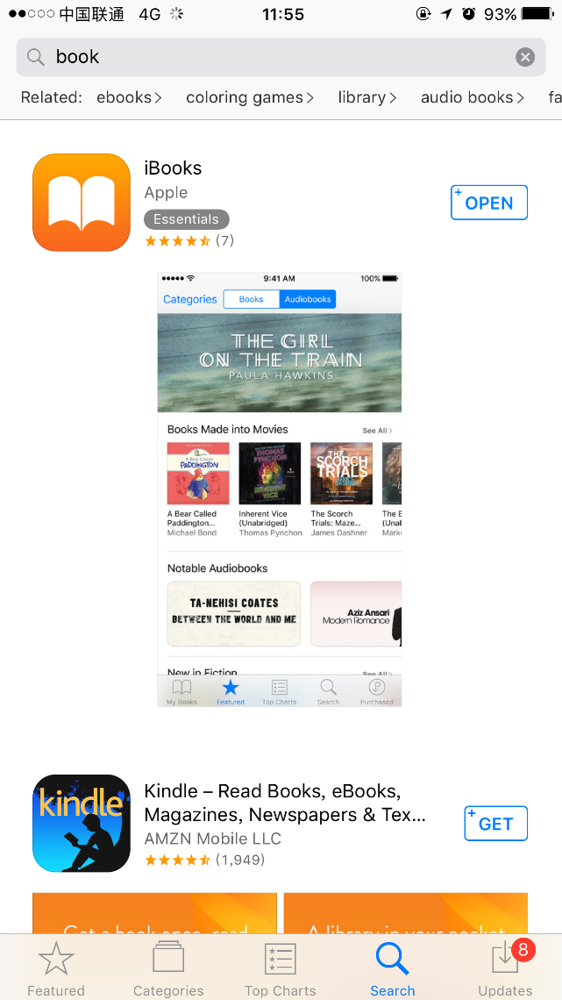 中国联通 4G 11:55 93%
book
Related: ebooks coloring games library audio books fa
iBooks
Apple
Essentials
(7)
OPEN
9:41 AM 100%
Categories Books Audiobooks
THE GIRL
ON THE TRAIN
PAULA HAWKINS
Books Made into Movies See All
A BEAR CALLED
PADDINGTON
THOMAS
PYNCHON
INHERENT
VICE
THE
SCORCH
TRIALS
A Bear Called
Paddington...
Michael Bond
Inherent Vice
(Unabridged)
Thomas Pynchon
The Scorch
Trials: Maze...
James Dashner
The E
(Unab
Mark
Notable Audiobooks
TA-NEHISI COATES
BETWEEN THE WORLD AND ME
Aziz Ansari
Modern Romance
New in Fiction See All
My Books Featured Top Charts Search Purchased
kindle
Kindle – Read Books, eBooks,
Magazines, Newspapers & Tex...
AMZN Mobile LLC
(1,949)
GET
Get a book once, read
A library in your pocket
8
Featured Categories Top Charts Search Updates